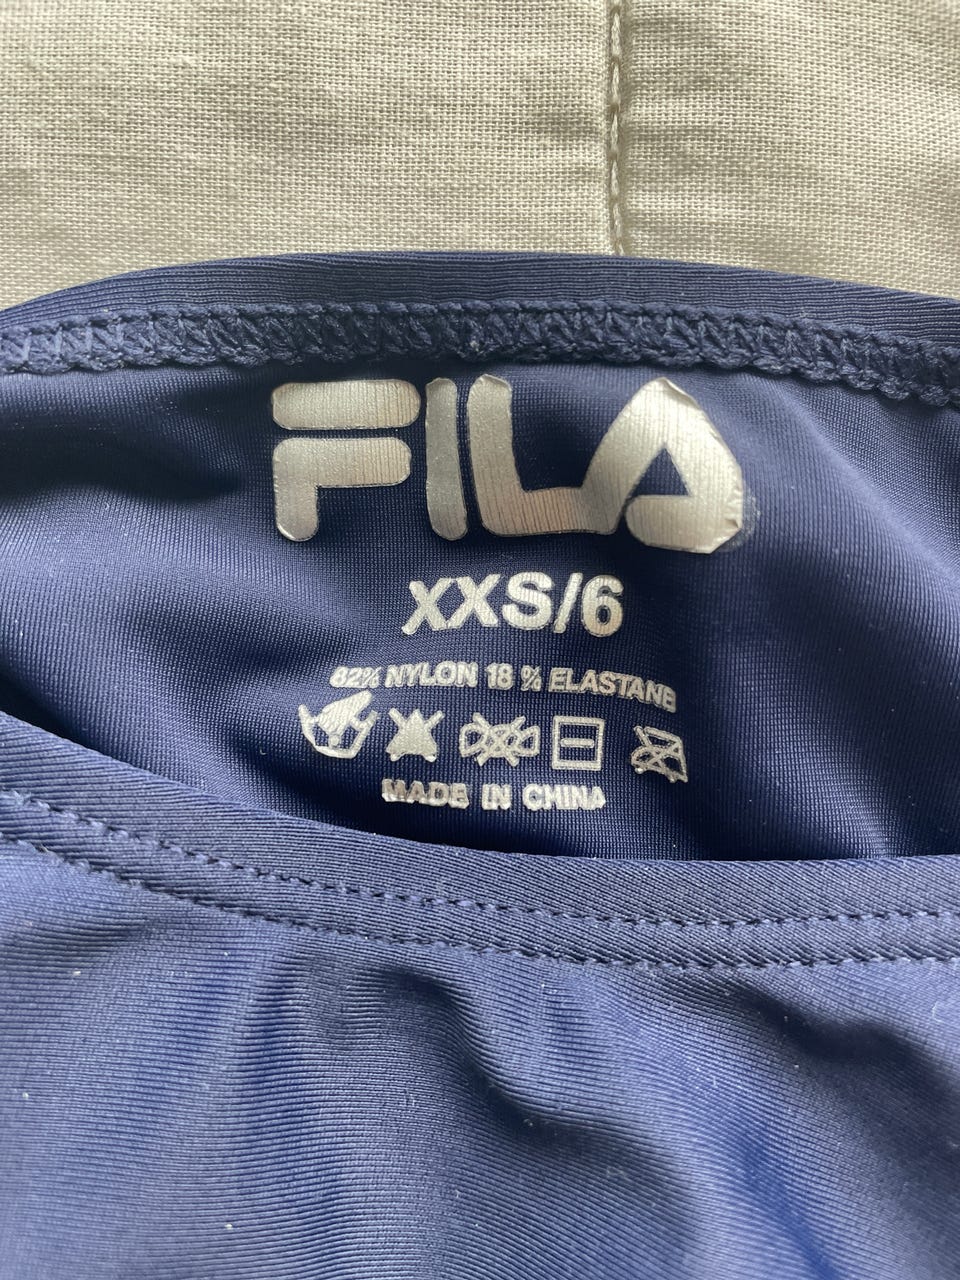 FILA
XXS/6
82% NYLON 18 % ELASTANE
MADE IN CHINA